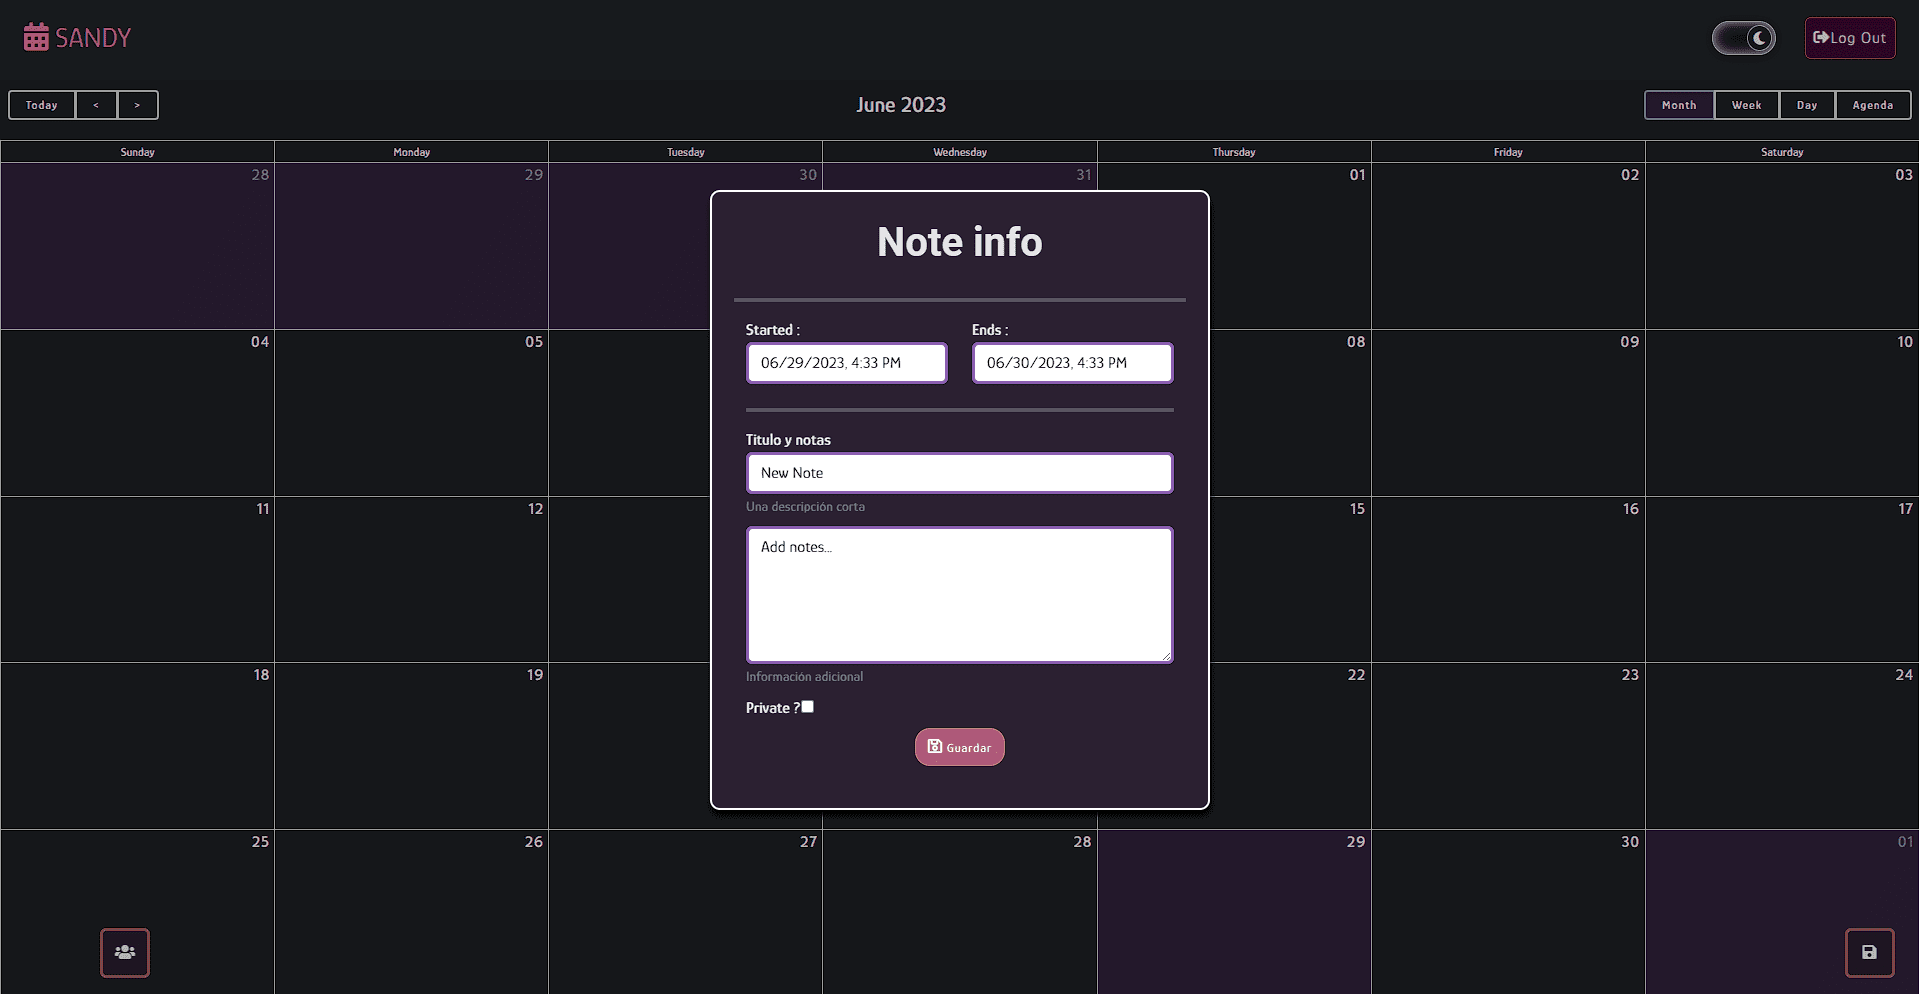 SANDY
Log Out
Today < >
June 2023
Month Week Day Agenda
Sunday Monday Tuesday Wednesday Thursday Friday Saturday
28 29 30 31 01 02 03
Note info
Started : Ends :
04 05 08 09 10
06/29/2023, 4:33 PM 06/30/2023, 4:33 PM
Titulo y notas
New Note
Una descripción corta
11 12 15 16 17
Add notes...
Información adicional
18 19 22 23 24
Private ?
Guardar
25 26 27 28 29 30 01